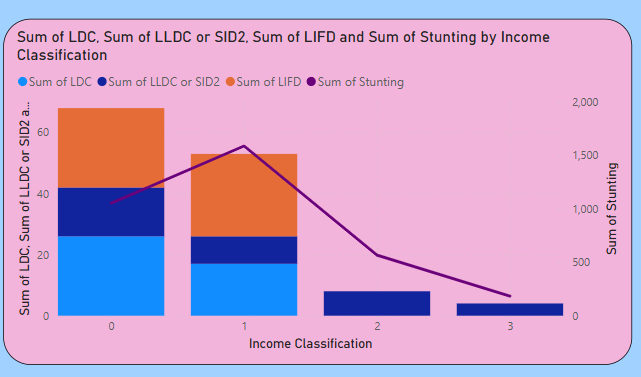 Sum of LDC, Sum of LLDC or SID2, Sum of LIFD and Sum of Stunting by Income
Classification
Sum of LDC Sum of LLDC or SID2 Sum of LIFD Sum of Stunting
Sum of LDC, Sum of LLDC or SID2 a...
60
40
20
0
2,000
1,500
1,000
500
0
Sum of Stunting
0 1 2 3
Income Classification